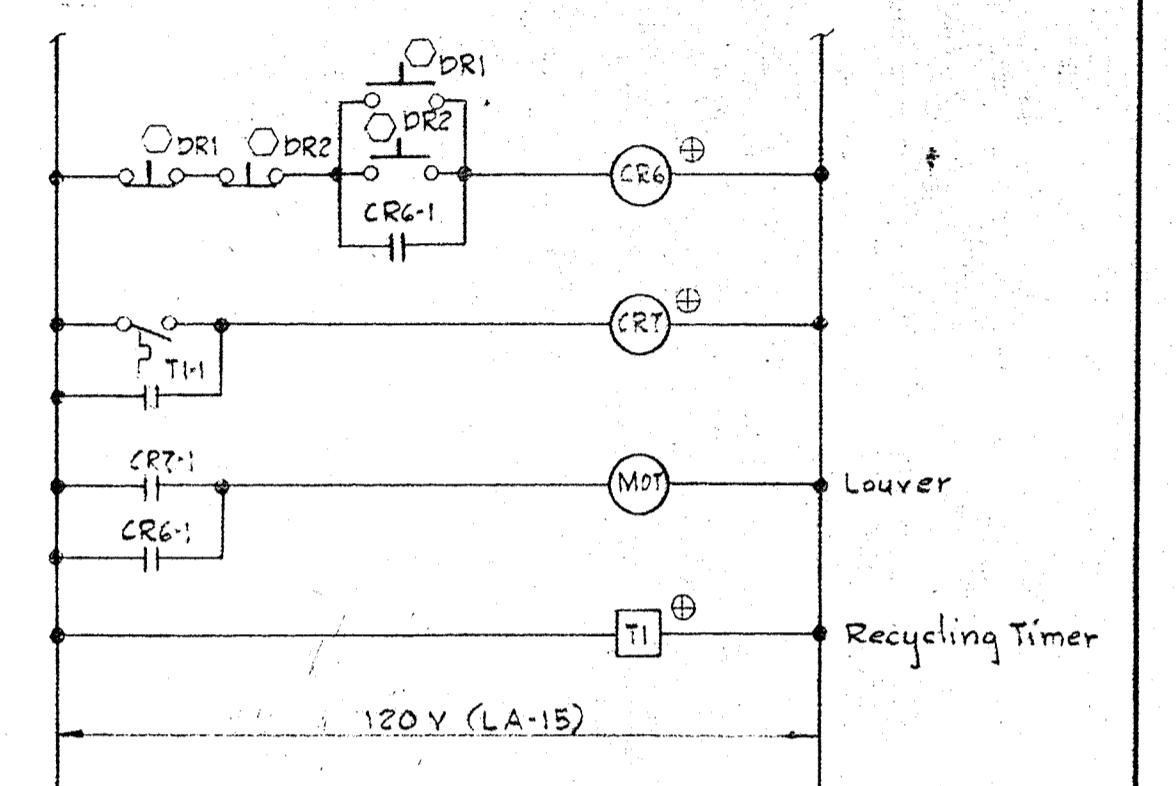 DR1
DR2
DR1 DR2
CR6
CR6-1
CR7
T1-1
CR7-1
MOT Louver
CR6-1
T1 Recycling Timer
120 V (LA-15)